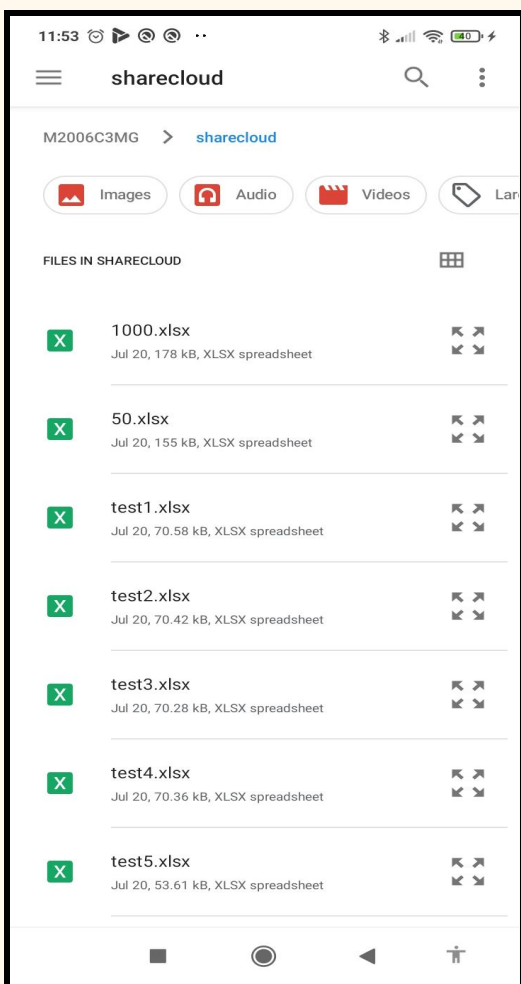 11:53
40
sharecloud
M2006C3MG > sharecloud
Images Audio Videos Lar
FILES IN SHARECLOUD
X 1000.xlsx
Jul 20, 178 kB, XLSX spreadsheet
X 50.xlsx
Jul 20, 155 kB, XLSX spreadsheet
X test1.xlsx
Jul 20, 70.58 kB, XLSX spreadsheet
X test2.xlsx
Jul 20, 70.42 kB, XLSX spreadsheet
X test3.xlsx
Jul 20, 70.28 kB, XLSX spreadsheet
X test4.xlsx
Jul 20, 70.36 kB, XLSX spreadsheet
X test5.xlsx
Jul 20, 53.61 kB, XLSX spreadsheet